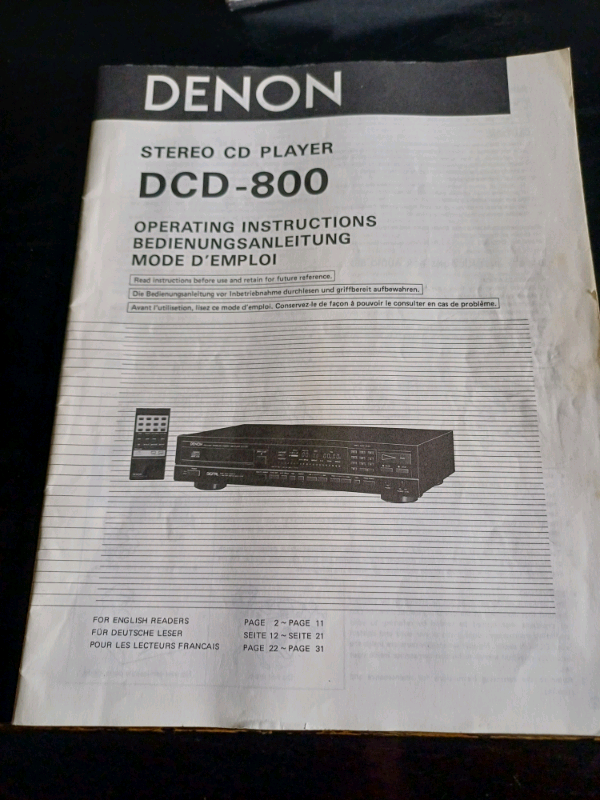 DENON
STEREO CD PLAYER
DCD-800
OPERATING INSTRUCTIONS
BEDIENUNGSANLEITUNG
MODE D'EMPLOI
Read instructions before use and retain for future reference.
Die Bedienungsanleitung vor Inbetriebnahme durchlesen und griffbereit aufbewahren.
Avant l'utilisation, lisez ce mode d'emploi. Conservez-le de façon à pouvoir le consulter en cas de problème.
DENON
FOR ENGLISH READERS PAGE 2 ~ PAGE 11
FÜR DEUTSCHE LESER SEITE 12 ~ SEITE 21
POUR LES LECTEURS FRANCAIS PAGE 22 ~ PAGE 31